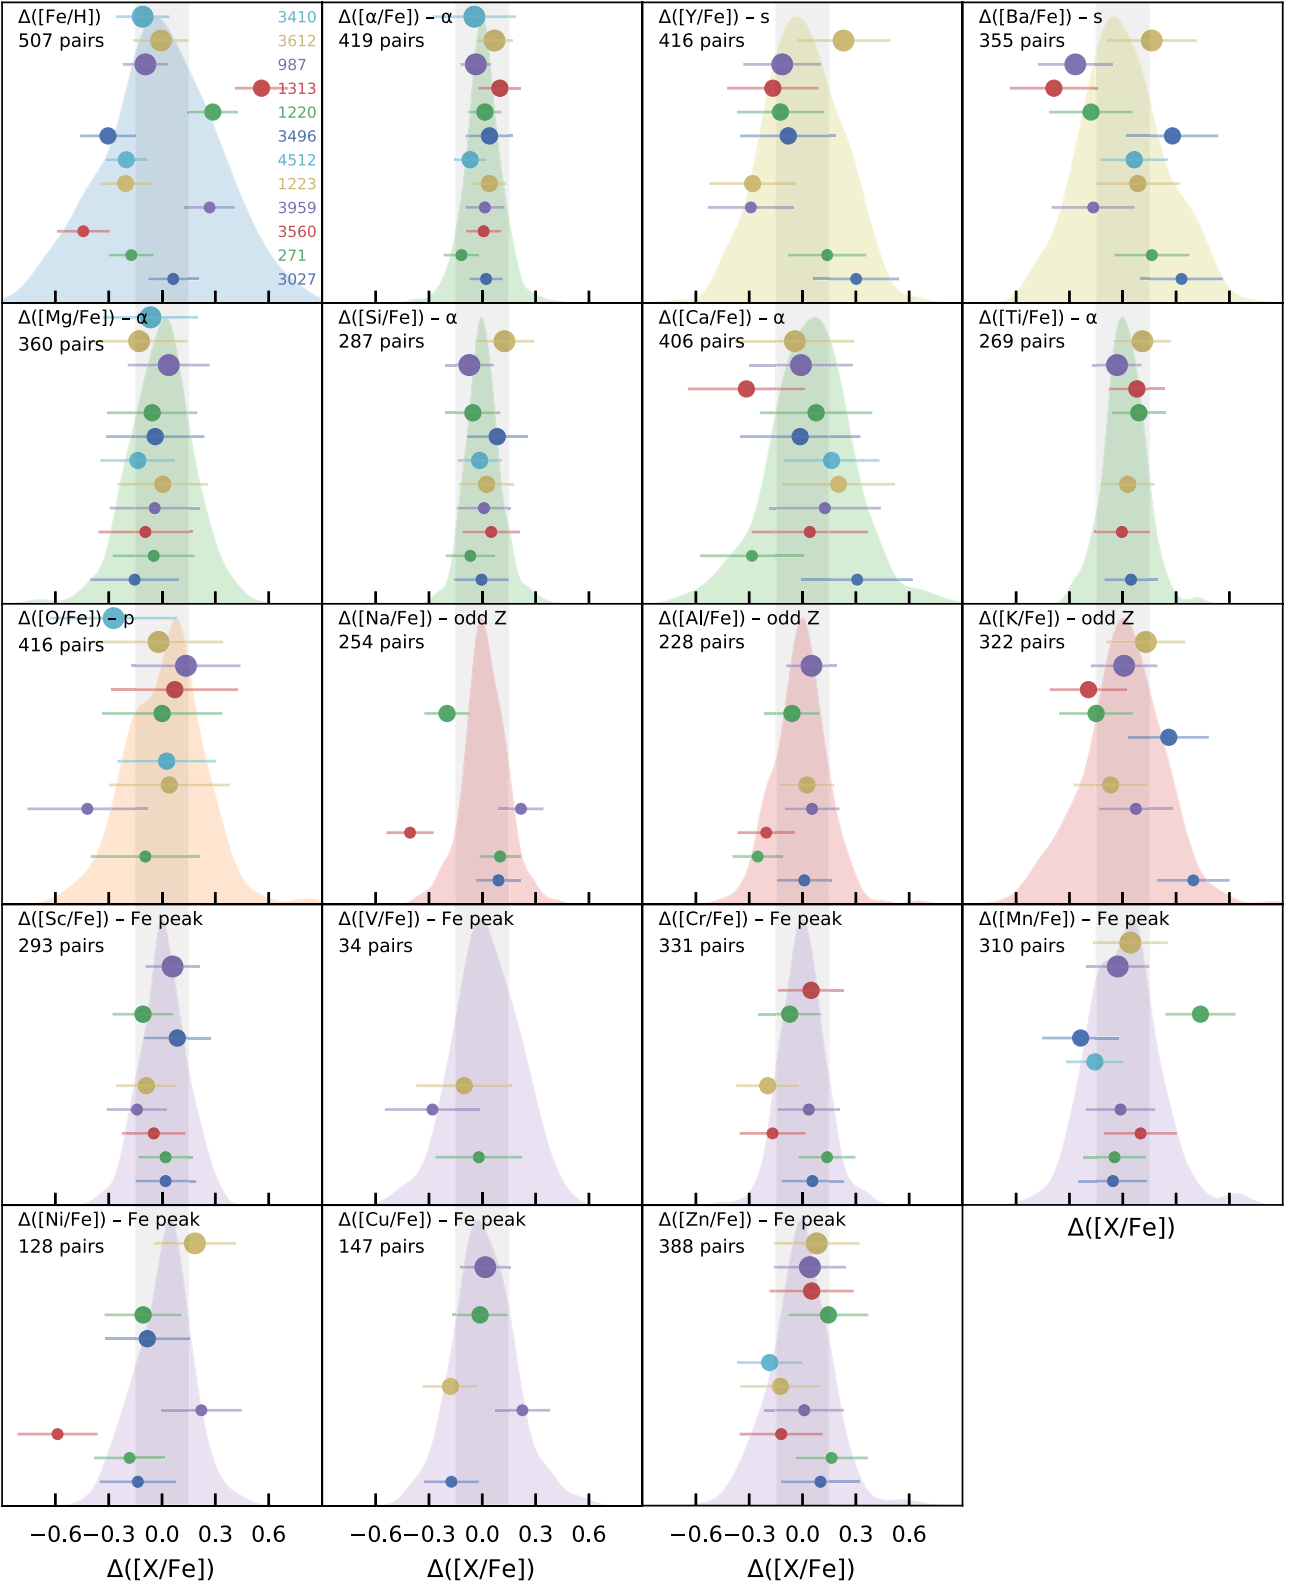 Δ([Fe/H])
507 pairs
3410
3612
987
1313
1220
3496
4512
1223
3959
3560
271
3027
Δ([α/Fe]) – α
419 pairs
Δ([Y/Fe]) – s
416 pairs
Δ([Ba/Fe]) – s
355 pairs
Δ([Mg/Fe]) – α
360 pairs
Δ([Si/Fe]) – α
287 pairs
Δ([Ca/Fe]) – α
406 pairs
Δ([Ti/Fe]) – α
269 pairs
Δ([O/Fe]) – p
416 pairs
Δ([Na/Fe]) – odd Z
254 pairs
Δ([Al/Fe]) – odd Z
228 pairs
Δ([K/Fe]) – odd Z
322 pairs
Δ([Sc/Fe]) – Fe peak
293 pairs
Δ([V/Fe]) – Fe peak
34 pairs
Δ([Cr/Fe]) – Fe peak
331 pairs
Δ([Mn/Fe]) – Fe peak
310 pairs
Δ([X/Fe])
Δ([Ni/Fe]) – Fe peak
128 pairs
Δ([Cu/Fe]) – Fe peak
147 pairs
Δ([Zn/Fe]) – Fe peak
388 pairs
−0.6 −0.3 0.0 0.3 0.6
−0.6 −0.3 0.0 0.3 0.6
−0.6 −0.3 0.0 0.3 0.6
Δ([X/Fe])
Δ([X/Fe])
Δ([X/Fe])